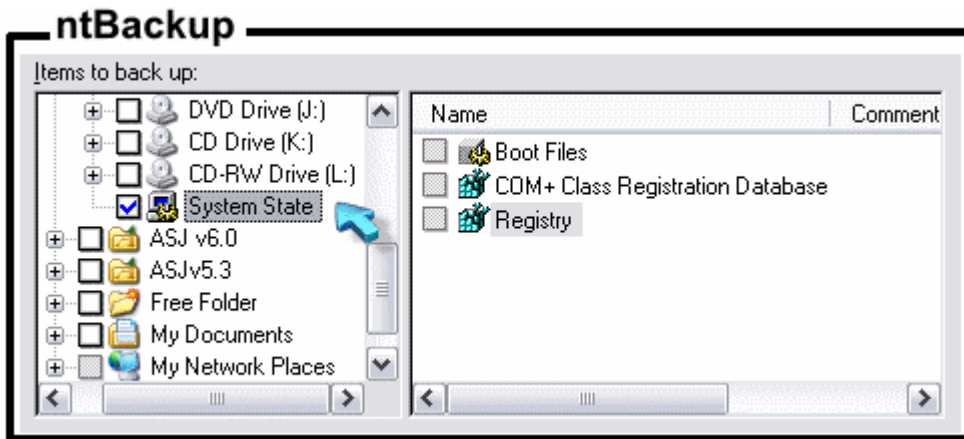 ntBackup
Items to back up:
DVD Drive (J:)
CD Drive (K:)
CD-RW Drive (L:)
System State
ASJ v6.0
ASJv5.3
Free Folder
My Documents
My Network Places
Name Comment
Boot Files
COM+ Class Registration Database
Registry